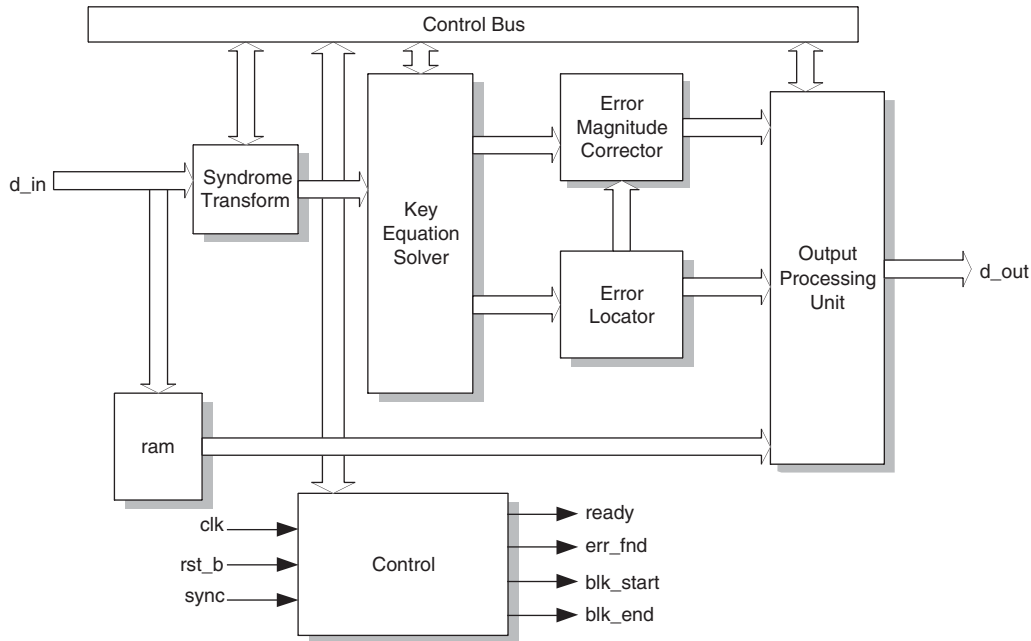 Control Bus
Error
Magnitude
Corrector
Syndrome
Transform
d_in
Key
Equation
Solver
Output
Processing
Unit
d_out
Error
Locator
ram
clk
rst_b
sync
Control
ready
err_fnd
blk_start
blk_end